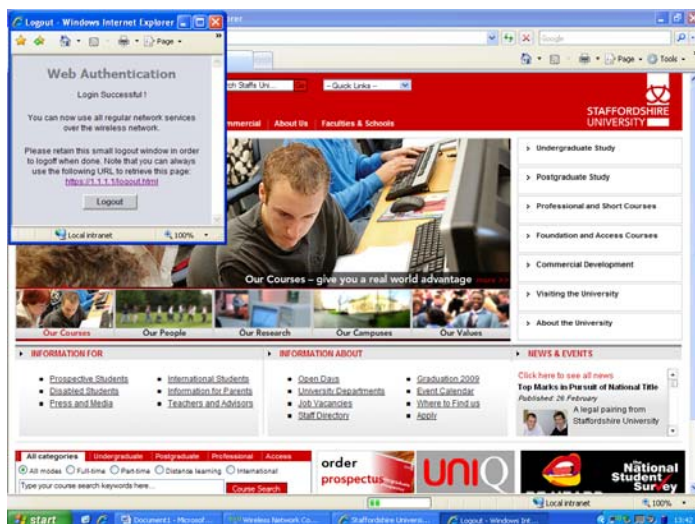 Logout - Windows Internet Explorer
Page
Web Authentication
Login Successful !
You can now use all regular network services
over the wireless network.
Please retain this small logout window in order
to logoff when done. Note that you can always
use the following URL to retrieve this page:
https://1.1.1.1/logout.html
Logout
Local intranet
100%
Google
Page
Tools
- Quick Links -
About Us
Faculties & Schools
STAFFORDSHIRE
UNIVERSITY
Undergraduate Study
Postgraduate Study
Professional and Short Courses
Foundation and Access Courses
Commercial Development
Visiting the University
About the University
Our Courses – give you a real world advantage
Our Courses
Our People
Our Research
Our Campuses
Our Values
INFORMATION FOR
Prospective Students
Disabled Students
Press and Media
International Students
Information for Parents
Teachers and Advisors
INFORMATION ABOUT
Open Days
University Departments
Job Vacancies
Staff Directory
Graduation 2009
Event Calendar
Where to Find us
Apply
NEWS & EVENTS
Click here to see all news
Top Marks in Pursuit of National Title
Published: 26 February
A legal pairing from
Staffordshire University
All categories
Undergraduate
Postgraduate
Professional
Access
All modes
Full-time
Part-time
Distance learning
International
Type your course search keywords here...
Course Search
order
prospectus
UNIQ
The
National
Student
Survey
Local intranet
100%
start
Document1 - Microsof...
Wireless Network Co...
Staffordshire Universi...
Logout - Windows Int...